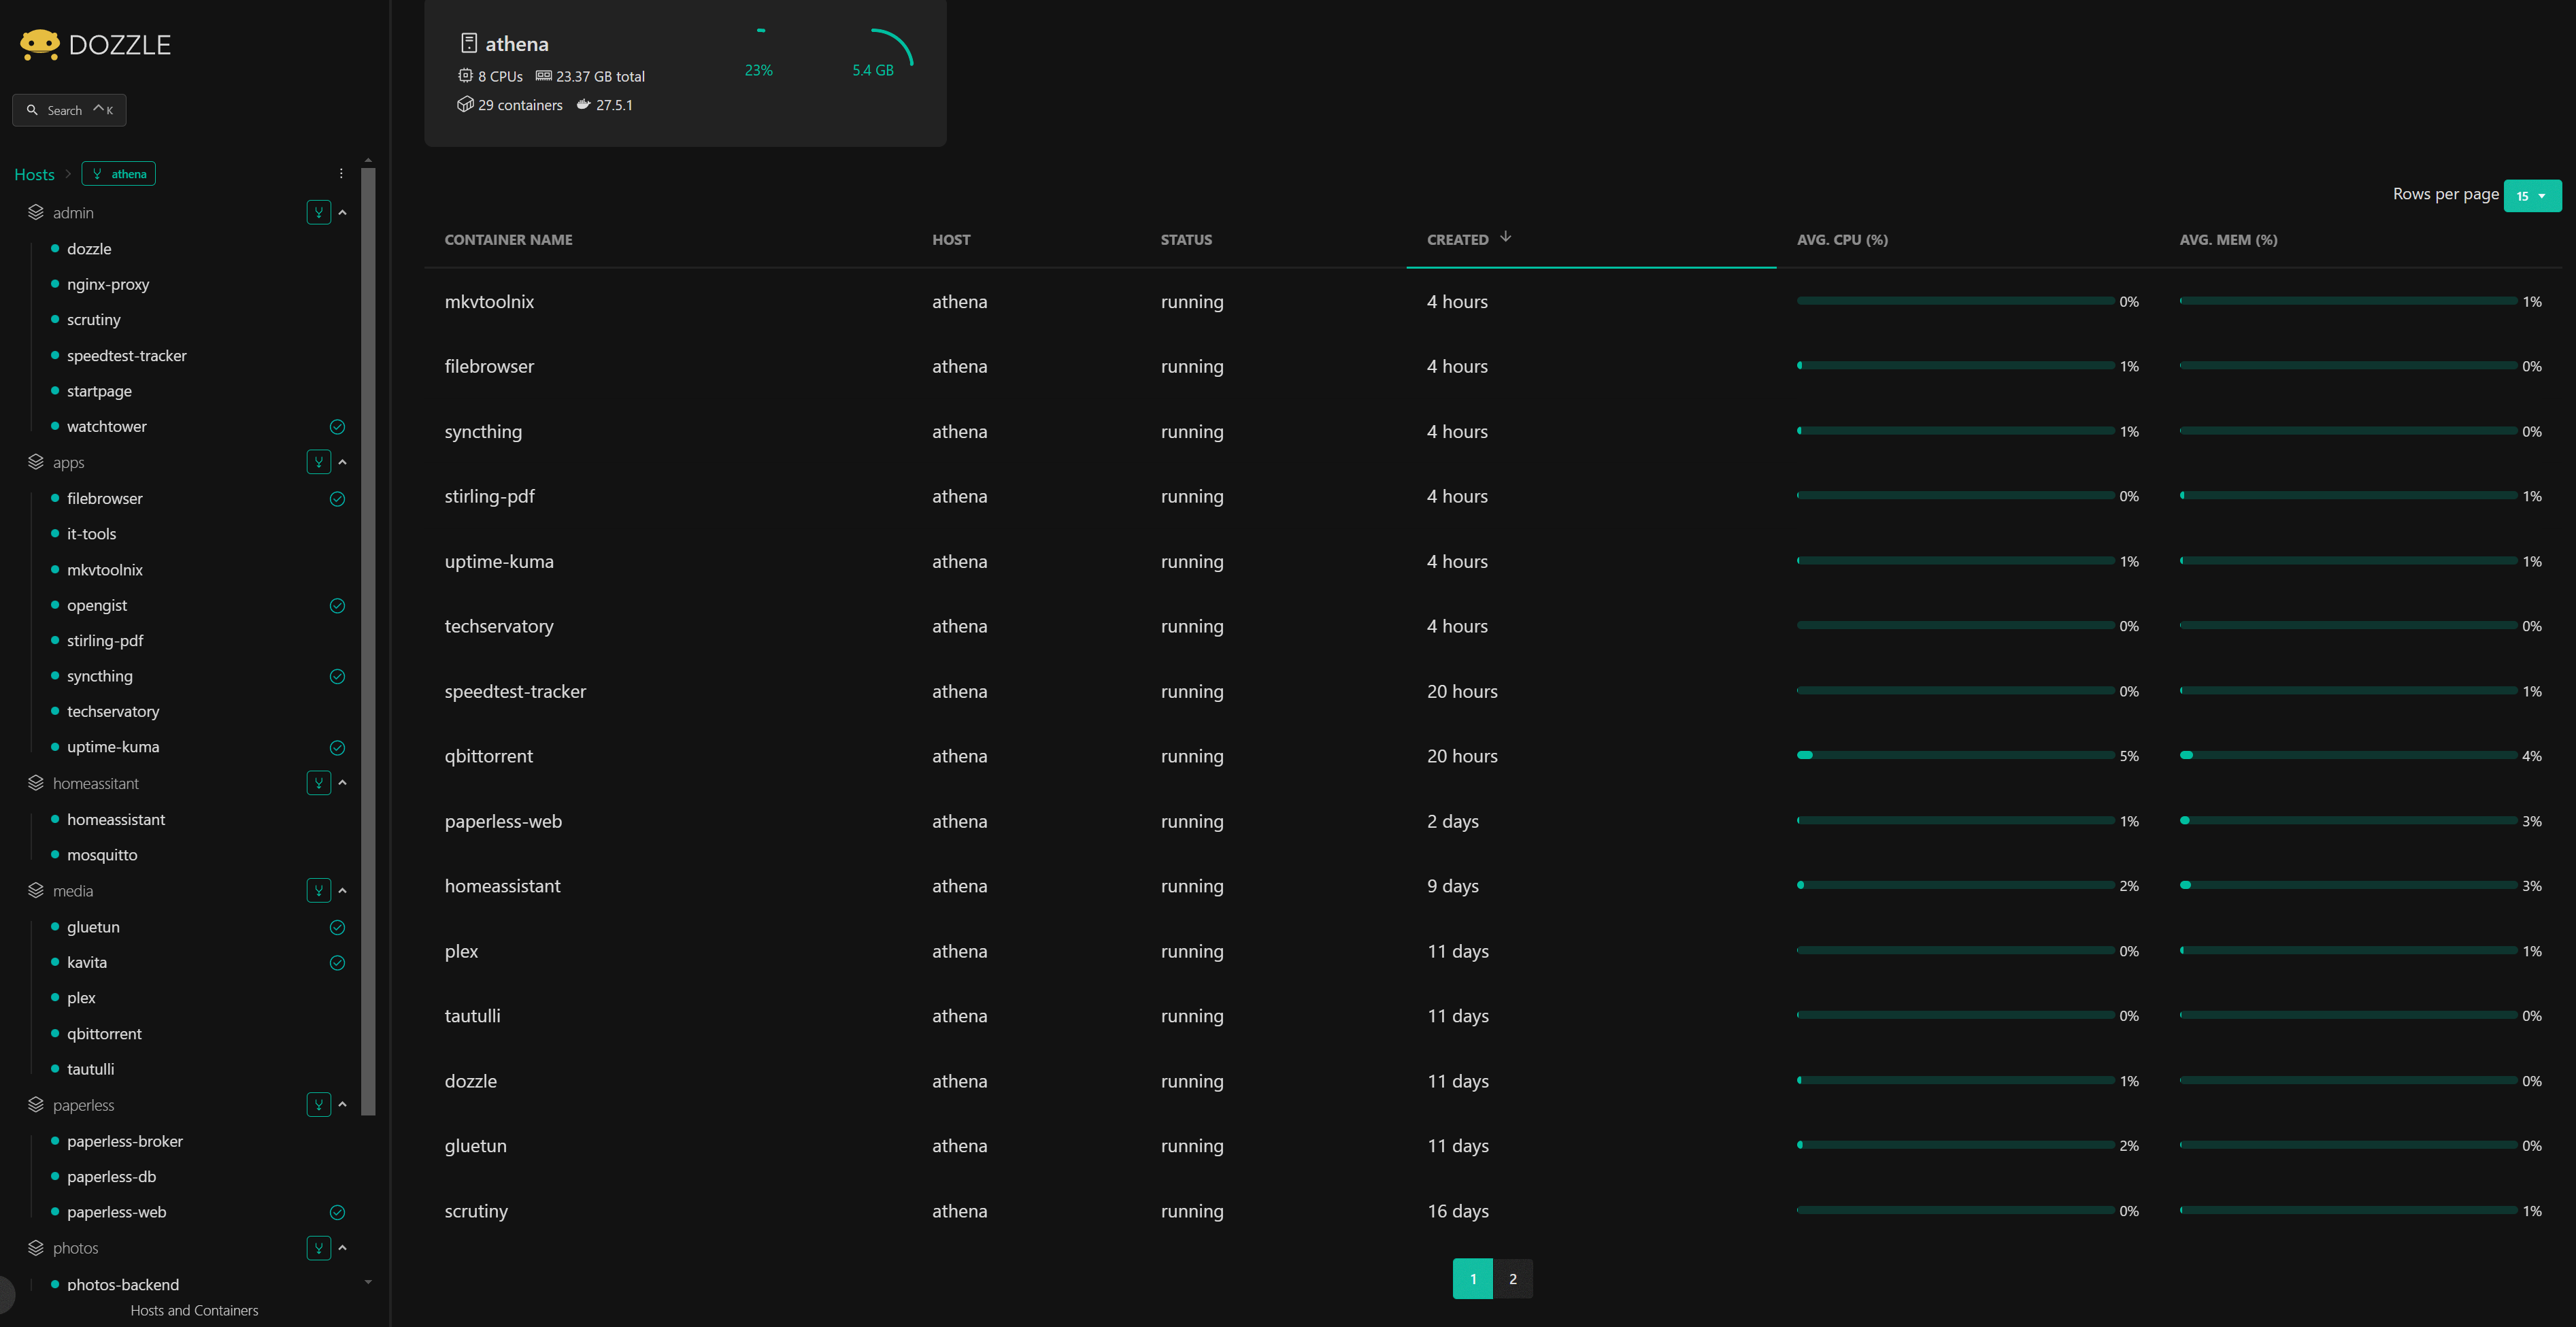 DOZZLE
Search ^ K
Hosts > athena
admin
dozzle
nginx-proxy
scrutiny
speedtest-tracker
startpage
watchtower
apps
filebrowser
it-tools
mkvtoolnix
opengist
stirling-pdf
syncthing
techservatory
uptime-kuma
homeassitant
homeassistant
mosquitto
media
gluetun
kavita
plex
qbittorrent
tautulli
paperless
paperless-broker
paperless-db
paperless-web
photos
photos-backend
Hosts and Containers
athena
8 CPUs 23.37 GB total
29 containers 27.5.1
23%
5.4 GB
Rows per page 15
CONTAINER NAME HOST STATUS CREATED AVG. CPU (%) AVG. MEM (%)
mkvtoolnix athena running 4 hours 0% 1%
filebrowser athena running 4 hours 1% 0%
syncthing athena running 4 hours 1% 0%
stirling-pdf athena running 4 hours 0% 1%
uptime-kuma athena running 4 hours 1% 1%
techservatory athena running 4 hours 0% 0%
speedtest-tracker athena running 20 hours 0% 1%
qbittorrent athena running 20 hours 5% 4%
paperless-web athena running 2 days 1% 3%
homeassistant athena running 9 days 2% 3%
plex athena running 11 days 0% 1%
tautulli athena running 11 days 0% 0%
dozzle athena running 11 days 1% 0%
gluetun athena running 11 days 2% 0%
scrutiny athena running 16 days 0% 1%
1 2